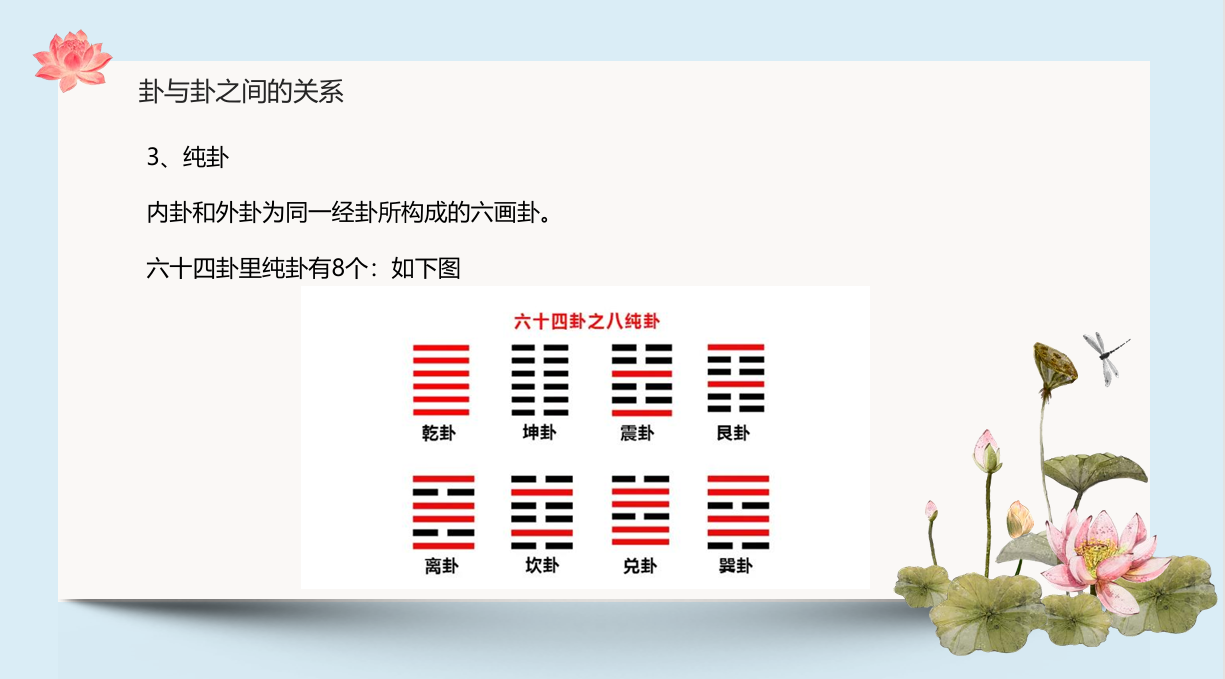 卦与卦之间的关系
3、纯卦
内卦和外卦为同一经卦所构成的六画卦。
六十四卦里纯卦有8个：如下图
六十四卦之八纯卦
乾卦 坤卦 震卦 艮卦
离卦 坎卦 兑卦 巽卦